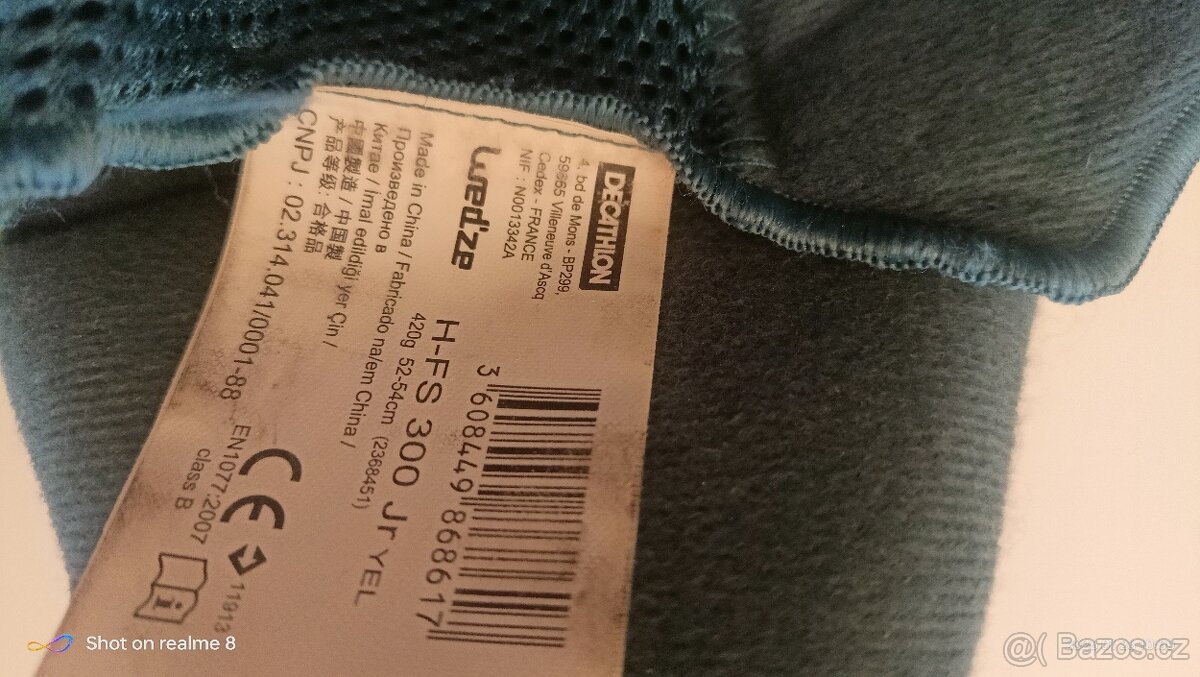 DECATHLON
4, bd de Mons - BP299,
59665 Villeneuve d'Ascq
Cedex - FRANCE
NIF : N0013342A
wed'ze
Made in China / Fabricado na/em China /
Произведено в
Китае / İmal edildiği yer Çin /
中國製造 / 中国製
产品等级: 合格品
CNPJ : 02.314.041/0001-88
3 608449 868617
H-FS 300 Jr YEL
420g 52-54cm (2368451)
CE
EN1077:2007
class B
11913
i
Shot on realme 8
@( Bazos.cz